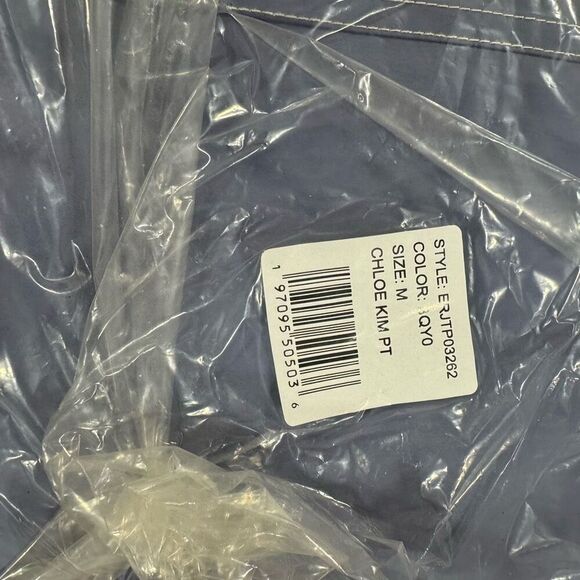 STYLE: ERJTP03262
COLOR: QY0
SIZE: M
CHLOE KIM PT
1 97095 50503 6